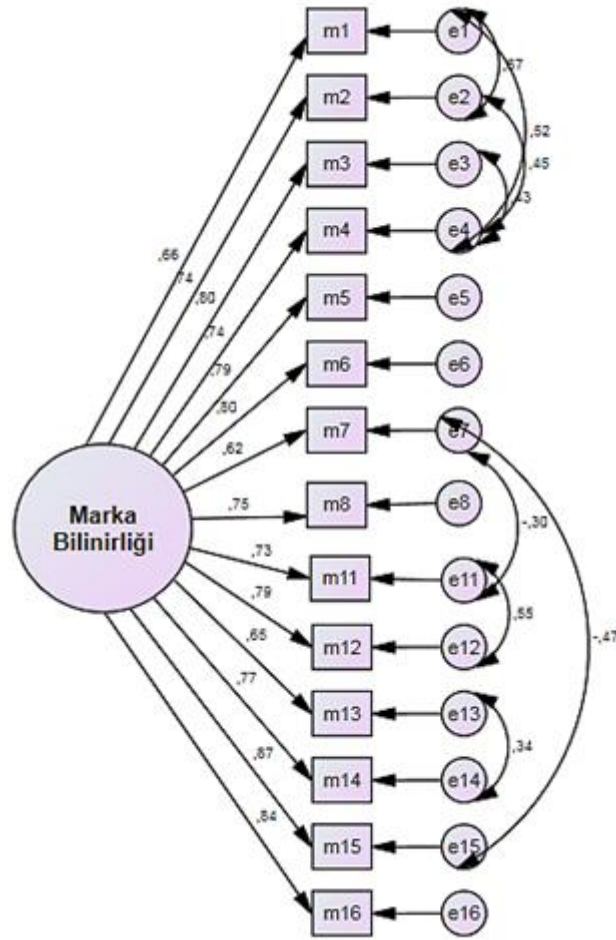 m1
e1
,67
m2
e2
,52
,45
m3
e3
,43
m4
e4
,66
,74
,80
,74
m5
e5
,79
m6
e6
,80
m7
e7
,62
Marka
Bilinirliği
,75
m8
e8
-,30
,73
m11
e11
,79
,55
m12
e12
-,47
,65
m13
e13
,77
,34
m14
e14
,87
m15
e15
,84
m16
e16